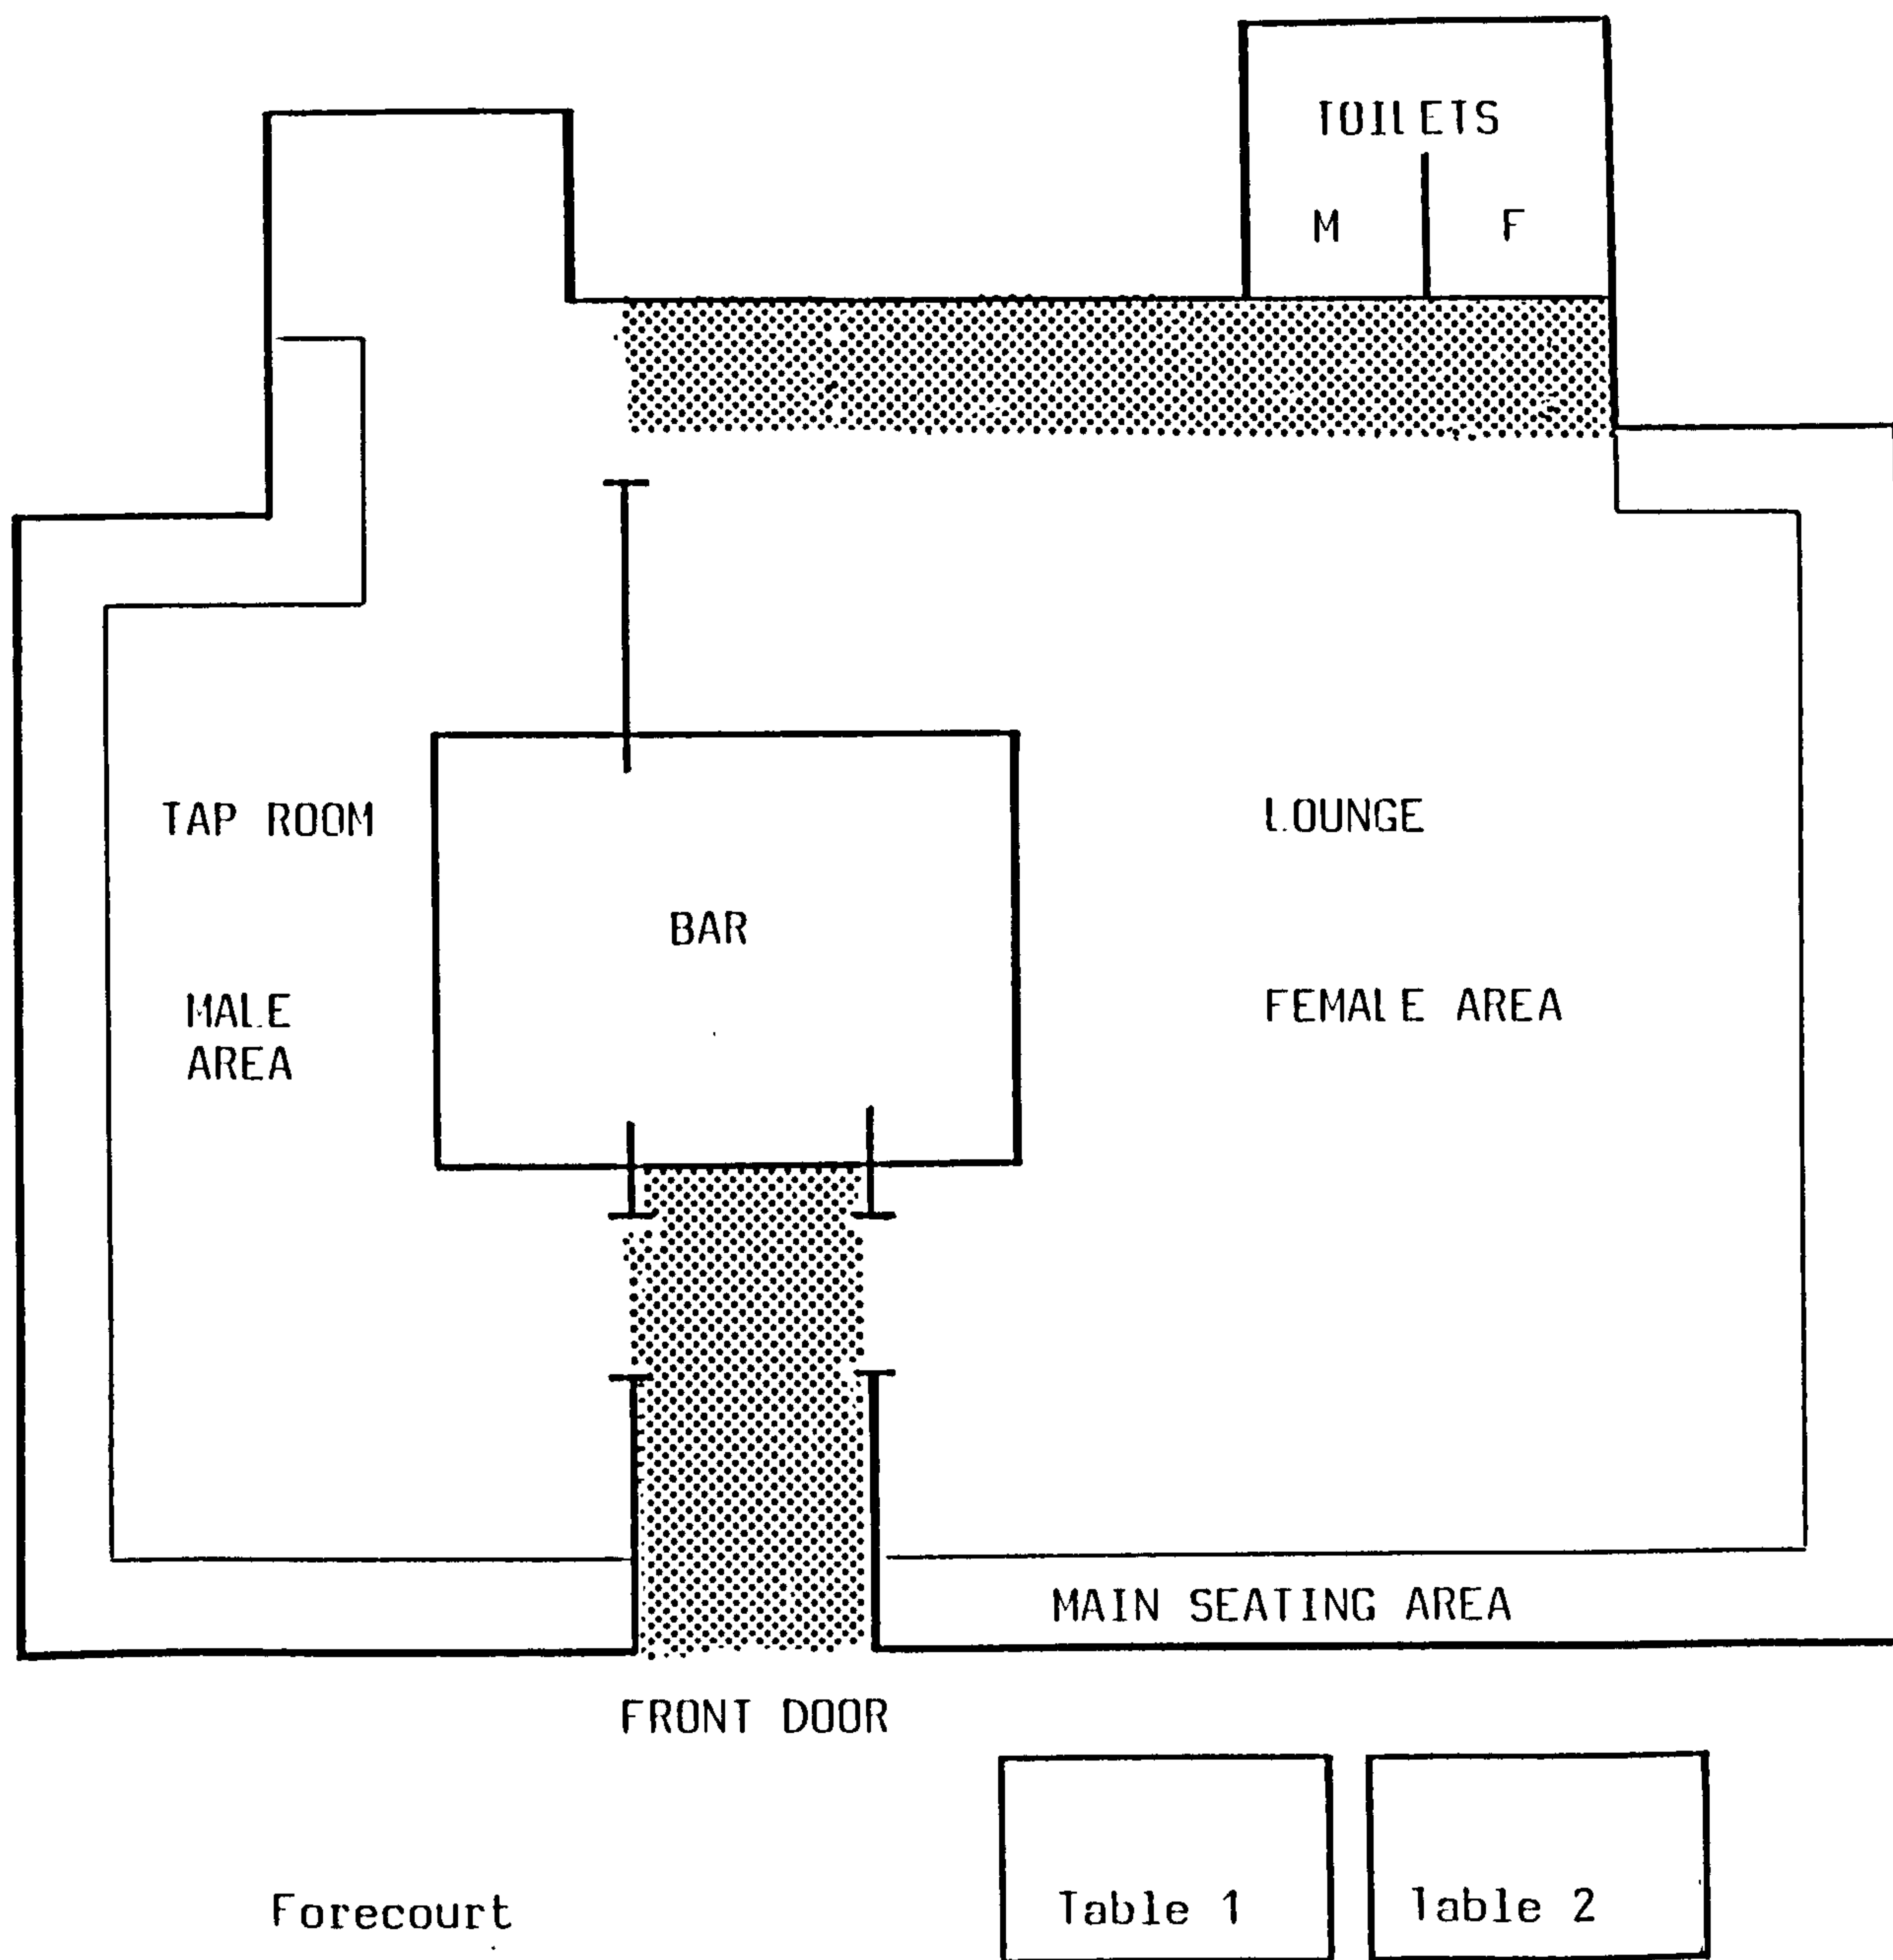 TOILETS
M F
TAP ROOM
LOUNGE
BAR
MALE
AREA
FEMALE AREA
MAIN SEATING AREA
FRONT DOOR
Forecourt
Table 1
Table 2